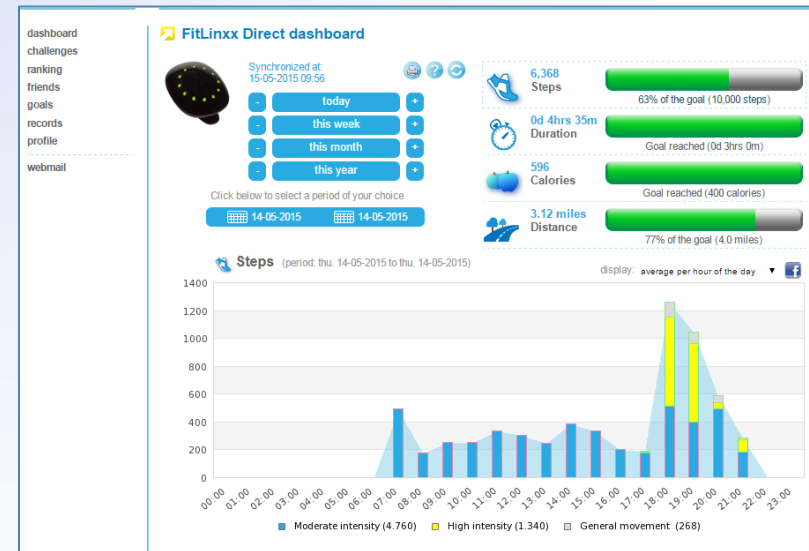 dashboard
challenges
ranking
friends
goals
records
profile
webmail
FitLinxx Direct dashboard
Synchronized at:
15-05-2015 09:56
- today +
- this week +
- this month +
- this year +
Click below to select a period of your choice
14-05-2015 14-05-2015
6,368
Steps
63% of the goal (10,000 steps)
0d 4hrs 35m
Duration
Goal reached (0d 3hrs 0m)
596
Calories
Goal reached (400 calories)
3.12 miles
Distance
77% of the goal (4.0 miles)
Steps (period: thu. 14-05-2015 to thu. 14-05-2015)
display: average per hour of the day
1400
1200
1000
800
600
400
200
0
00:00 01:00 02:00 03:00 04:00 05:00 06:00 07:00 08:00 09:00 10:00 11:00 12:00 13:00 14:00 15:00 16:00 17:00 18:00 19:00 20:00 21:00 22:00 23:00
Moderate intensity (4.760) High intensity (1.340) General movement (268)